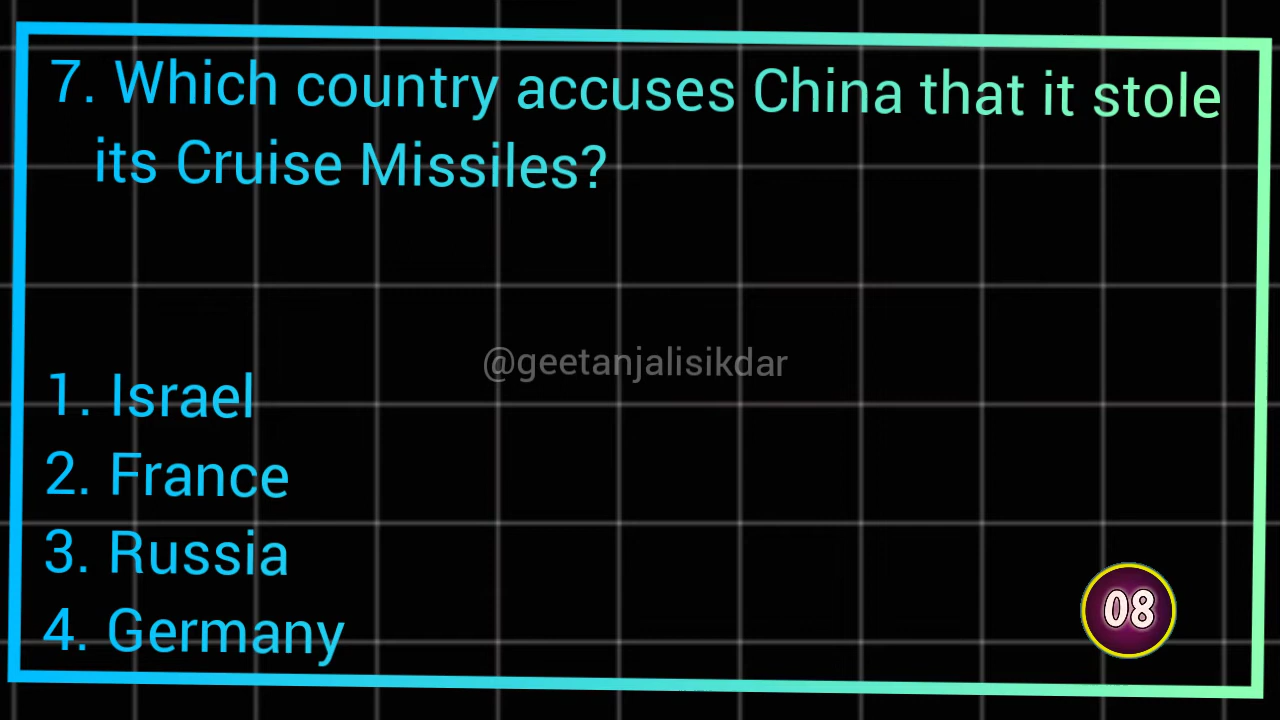 7. Which country accuses China that it stole
its Cruise Missiles?
@geetanjalisikdar
1. Israel
2. France
3. Russia
4. Germany
08